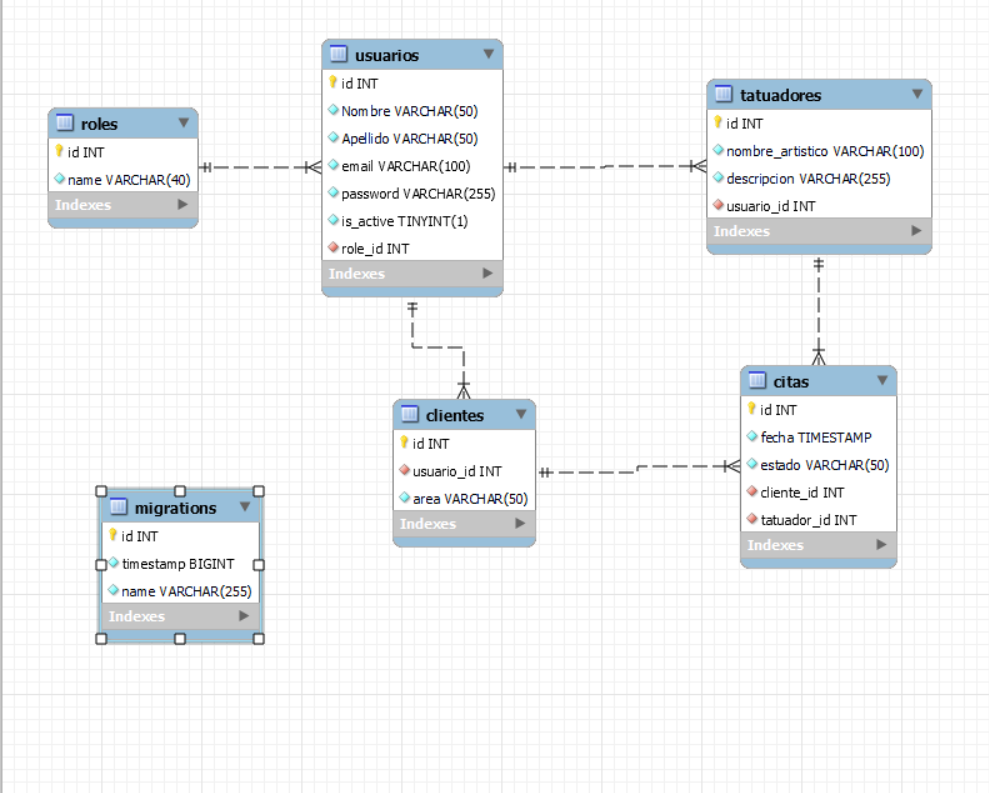 roles
id INT
name VARCHAR(40)
Indexes
usuarios
id INT
Nombre VARCHAR(50)
Apellido VARCHAR(50)
email VARCHAR(100)
password VARCHAR(255)
is_active TINYINT(1)
role_id INT
Indexes
tatuadores
id INT
nombre_artistico VARCHAR(100)
descripcion VARCHAR(255)
usuario_id INT
Indexes
clientes
id INT
usuario_id INT
area VARCHAR(50)
Indexes
citas
id INT
fecha TIMESTAMP
estado VARCHAR(50)
cliente_id INT
tatuador_id INT
Indexes
migrations
id INT
timestamp BIGINT
name VARCHAR(255)
Indexes